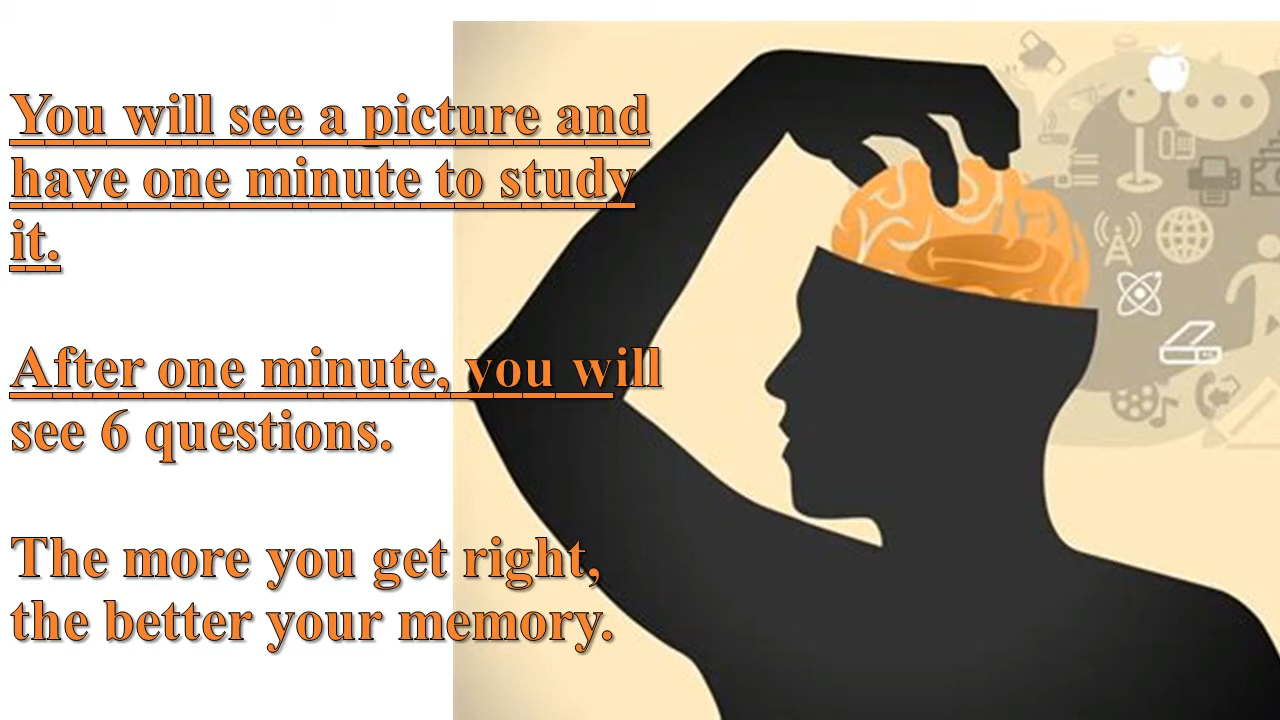 You will see a picture and
have one minute to study
it.
After one minute, you will
see 6 questions.
The more you get right,
the better your memory.